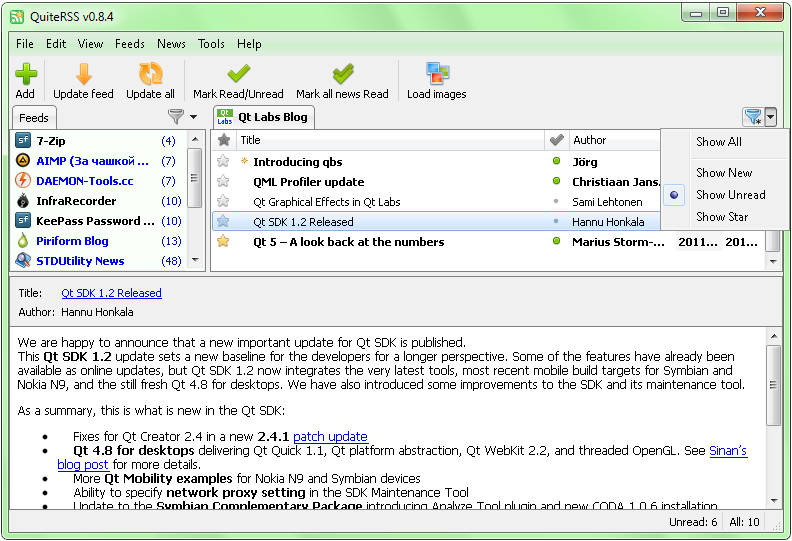 QuiteRSS v0.8.4
File Edit View Feeds News Tools Help
Add Update feed Update all Mark Read/Unread Mark all news Read Load images
Feeds
Qt Labs Qt Labs Blog
Title Author
Show All
Show New
Show Unread
Show Star
7-Zip (4)
AIMP (За чашкой ... (7)
DAEMON-Tools.cc (7)
InfraRecorder (10)
KeePass Password ... (10)
Piriform Blog (13)
STDUtility News (48)
Introducing qbs Jörg
QML Profiler update Christiaan Jans.
Qt Graphical Effects in Qt Labs Sami Lehtonen
Qt SDK 1.2 Released Hannu Honkala
Qt 5 – A look back at the numbers Marius Storm-... 2011... 201...
Title: Qt SDK 1.2 Released
Author: Hannu Honkala
We are happy to announce that a new important update for Qt SDK is published.
This Qt SDK 1.2 update sets a new baseline for the developers for a longer perspective. Some of the features have already been
available as online updates, but Qt SDK 1.2 now integrates the very latest tools, most recent mobile build targets for Symbian and
Nokia N9, and the still fresh Qt 4.8 for desktops. We have also introduced some improvements to the SDK and its maintenance tool.
As a summary, this is what is new in the Qt SDK:
• Fixes for Qt Creator 2.4 in a new 2.4.1 patch update
• Qt 4.8 for desktops delivering Qt Quick 1.1, Qt platform abstraction, Qt WebKit 2.2, and threaded OpenGL. See Sinan's
blog post for more details.
• More Qt Mobility examples for Nokia N9 and Symbian devices
• Ability to specify network proxy setting in the SDK Maintenance Tool
• Update to the Symbian Complementary Package introducing Analyze Tool plugin and new CODA 1.0.6 installation
Unread: 6 All: 10